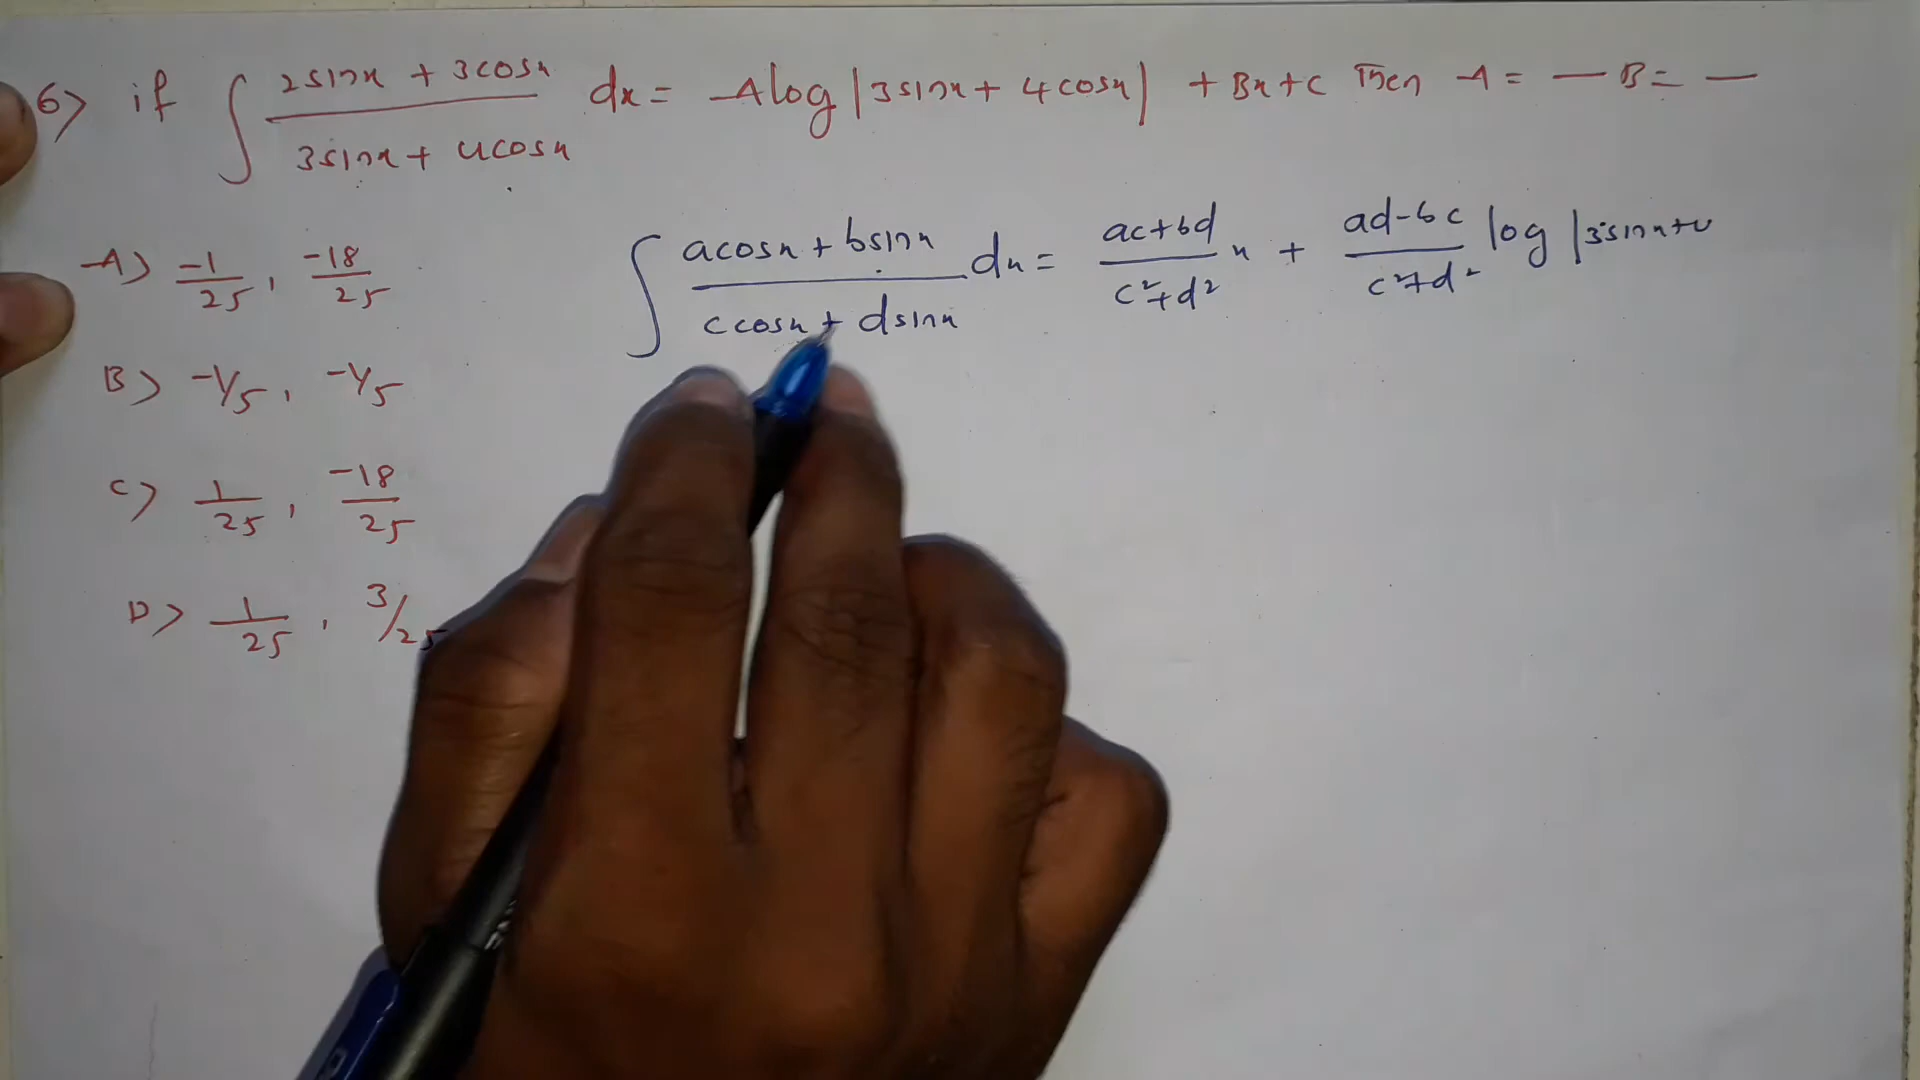 6) if ∫ 2sinx + 3cosx / 3sinx + 4cosx dx = A log |3sinx + 4cosx| + Bx + C Then A = — B = —
∫ acosx + bsinx / ccosx + dsinx dx = ac+bd / c²+d² x + ad-bc / c²+d² log |3sinx+
A) -1/25, -18/25
B) -1/5, -1/5
C) 1/25, -18/25
D) 1/25, 3/25